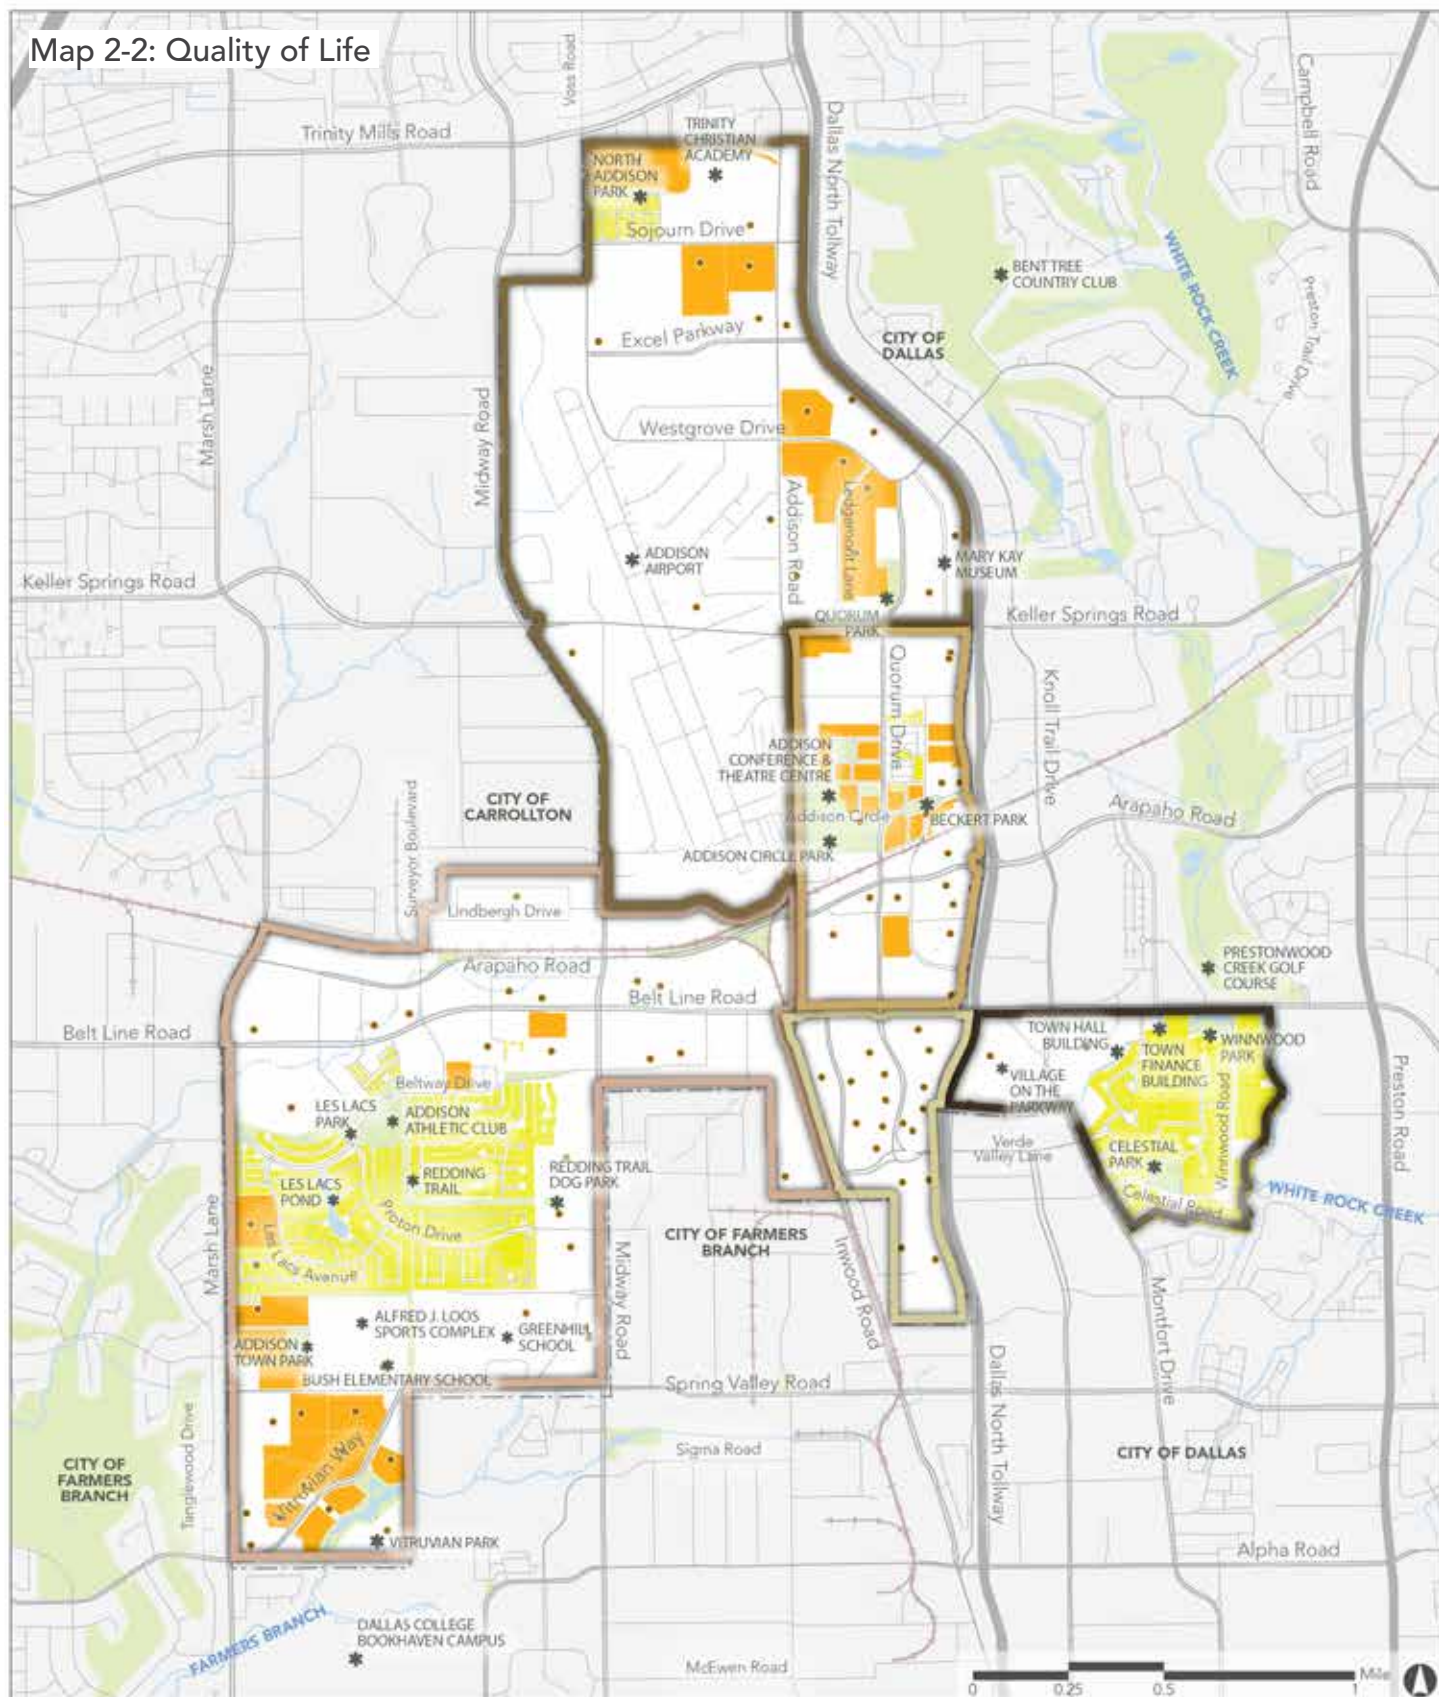 Map 2-2: Quality of Life
Voss Road
Campbell Road
Trinity Mills Road
TRINITY
CHRISTIAN
ACADEMY
Dallas North Tollway
NORTH
ADDISON
PARK
Sojourn Drive
WHITE ROCK CREEK
BENT TREE
COUNTRY CLUB
Preston Trail Drive
Excel Parkway
CITY OF
DALLAS
Marsh Lane
Midway Road
Westgrove Drive
Addison Road
Ledgemont Lane
ADDISON
AIRPORT
MARY KAY
MUSEUM
Keller Springs Road
QUORUM
PARK
Keller Springs Road
Quorum Drive
Knoll Trail Drive
ADDISON
CONFERENCE &
THEATRE CENTRE
Surveyor Boulevard
CITY OF
CARROLLTON
Addison Circle
BECKERT PARK
Arapaho Road
ADDISON CIRCLE PARK
Lindbergh Drive
Arapaho Road
PRESTONWOOD
CREEK GOLF
COURSE
Belt Line Road
Belt Line Road
TOWN HALL
BUILDING
TOWN
FINANCE
BUILDING
WINNWOOD
PARK
VILLAGE
ON THE
PARKWAY
Preston Road
Beltway Drive
LES LACS
PARK
ADDISON
ATHLETIC CLUB
Winnwood Road
Verde
Valley Lane
CELESTIAL
PARK
REDDING
TRAIL
REDDING TRAIL
DOG PARK
LES LACS
POND
Celestial Road
WHITE ROCK CREEK
Proton Drive
Marsh Lane
Les Lacs Avenue
CITY OF FARMERS
BRANCH
Midway Road
Inwood Road
Montfort Drive
ALFRED J. LOOS
SPORTS COMPLEX
GREENHILL
SCHOOL
ADDISON
TOWN PARK
BUSH ELEMENTARY SCHOOL
Spring Valley Road
Dallas North Tollway
Tanglewood Drive
Vitruvian Way
Sigma Road
CITY OF DALLAS
CITY OF
FARMERS
BRANCH
VITRUVIAN PARK
Alpha Road
FARMERS BRANCH
DALLAS COLLEGE
BOOKHAVEN CAMPUS
McEwen Road
Mile
0
0.25
0.5
1